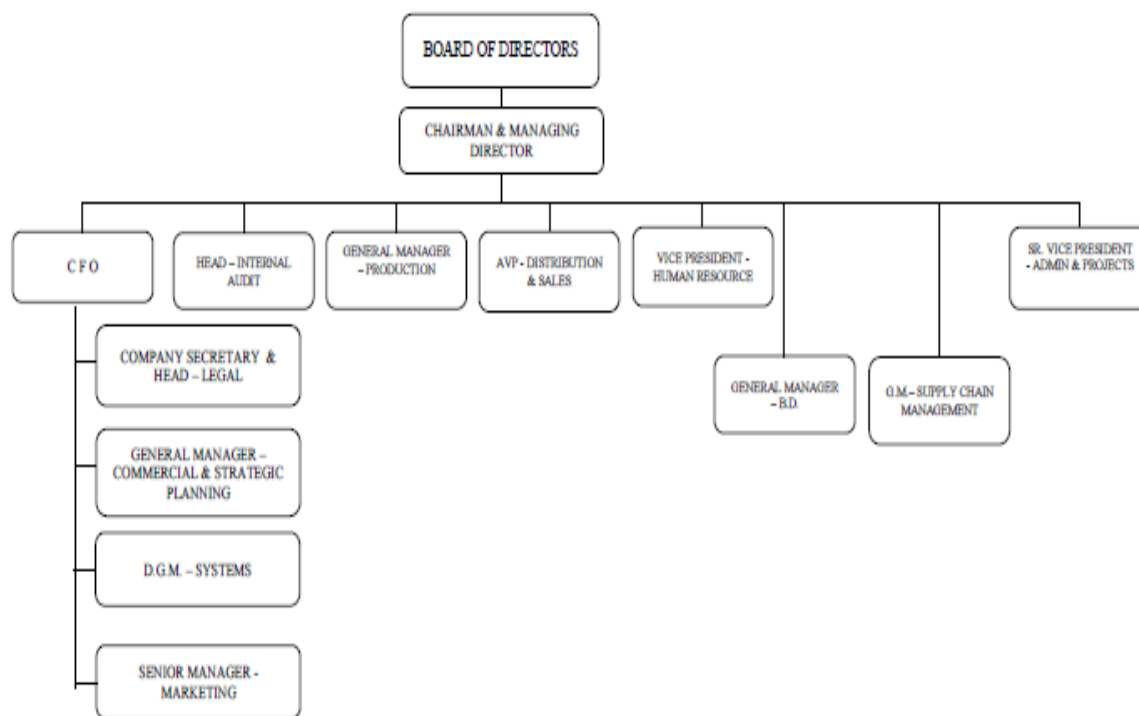 BOARD OF DIRECTORS
CHAIRMAN & MANAGING
DIRECTOR
C F O
HEAD – INTERNAL
AUDIT
GENERAL MANAGER
– PRODUCTION
AVP - DISTRIBUTION
& SALES
VICE PRESIDENT -
HUMAN RESOURCE
SR. VICE PRESIDENT
- ADMIN & PROJECTS
COMPANY SECRETARY &
HEAD – LEGAL
GENERAL MANAGER
– B.D.
G.M.– SUPPLY CHAIN
MANAGEMENT
GENERAL MANAGER –
COMMERCIAL & STRATEGIC
PLANNING
D.G.M. – SYSTEMS
SENIOR MANAGER -
MARKETING